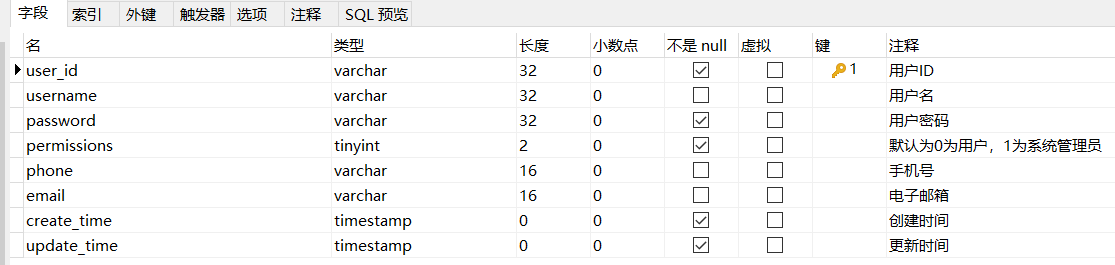 字段 索引 外键 触发器 选项 注释 SQL 预览
名 类型 长度 小数点 不是 null 虚拟 键 注释
user_id varchar 32 0 1 用户ID
username varchar 32 0 用户名
password varchar 32 0 用户密码
permissions tinyint 2 0 默认为0为用户，1为系统管理员
phone varchar 16 0 手机号
email varchar 16 0 电子邮箱
create_time timestamp 0 0 创建时间
update_time timestamp 0 0 更新时间